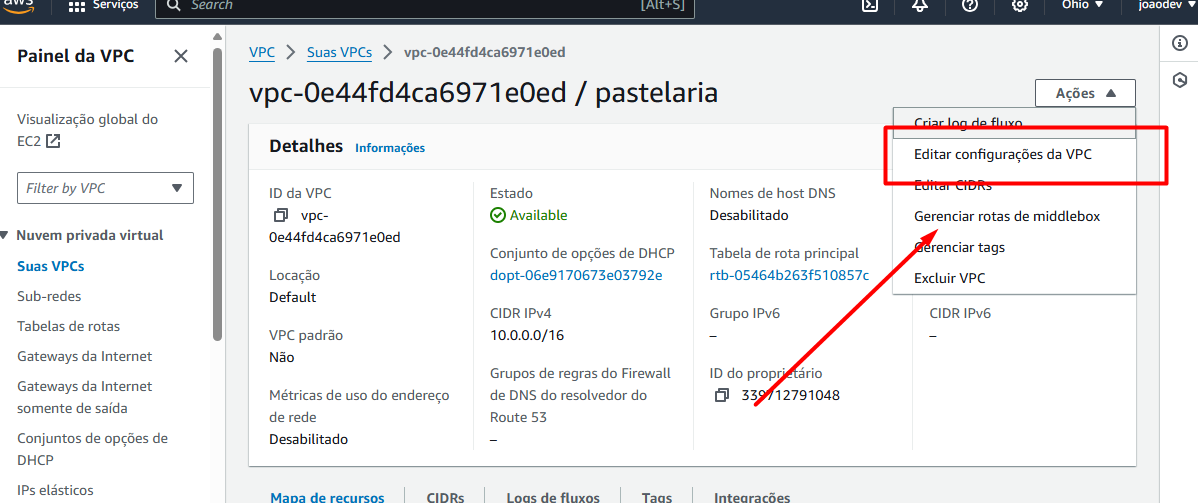 aws
Serviços
Search
[Alt+S]
Ohio
joaodev
Painel da VPC
Visualização global do
EC2
Filter by VPC
Nuvem privada virtual
Suas VPCs
Sub-redes
Tabelas de rotas
Gateways da Internet
Gateways da Internet
somente de saída
Conjuntos de opções de
DHCP
IPs elásticos
VPC > Suas VPCs > vpc-0e44fd4ca6971e0ed
vpc-0e44fd4ca6971e0ed / pastelaria
Ações
Criar log de fluxo
Editar configurações da VPC
Editar CIDRs
Gerenciar rotas de middlebox
Gerenciar tags
Excluir VPC
Detalhes Informações
ID da VPC
vpc-
0e44fd4ca6971e0ed
Locação
Default
VPC padrão
Não
Métricas de uso do endereço
de rede
Desabilitado
Estado
Available
Conjunto de opções de DHCP
dopt-06e9170673e03792e
CIDR IPv4
10.0.0.0/16
Grupos de regras do Firewall
de DNS do resolvedor do
Route 53
–
Nomes de host DNS
Desabilitado
Tabela de rota principal
rtb-05464b263f510857c
Grupo IPv6
–
ID do proprietário
339712791048
CIDR IPv6
–
Mapa de recursos
CIDRs
Logs de fluxos
Tags
Integrações